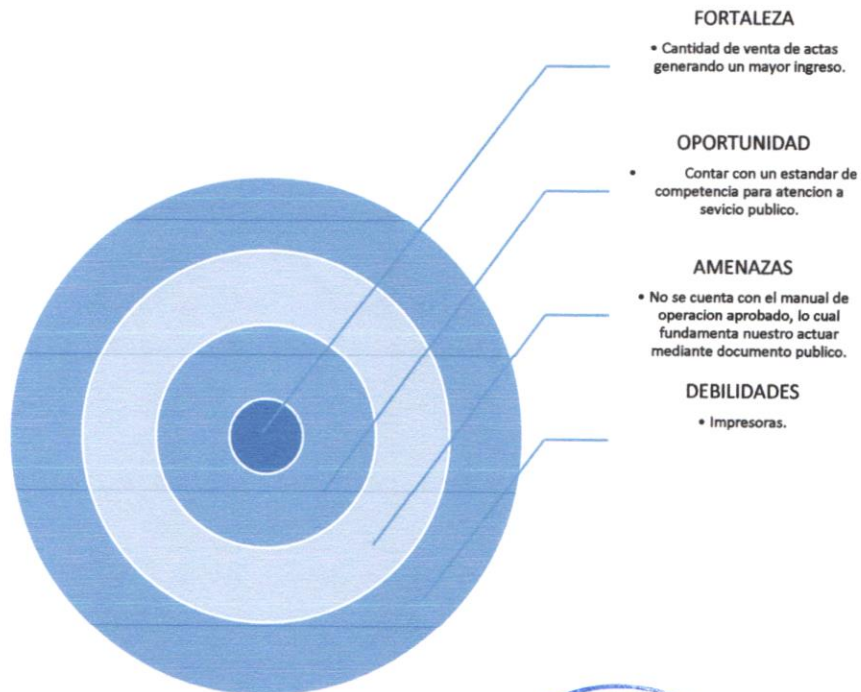 FORTALEZA
• Cantidad de venta de actas
generando un mayor ingreso.
OPORTUNIDAD
• Contar con un estandar de
competencia para atencion a
sevicio publico.
AMENAZAS
• No se cuenta con el manual de
operacion aprobado, lo cual
fundamenta nuestro actuar
mediante documento publico.
DEBILIDADES
• Impresoras.